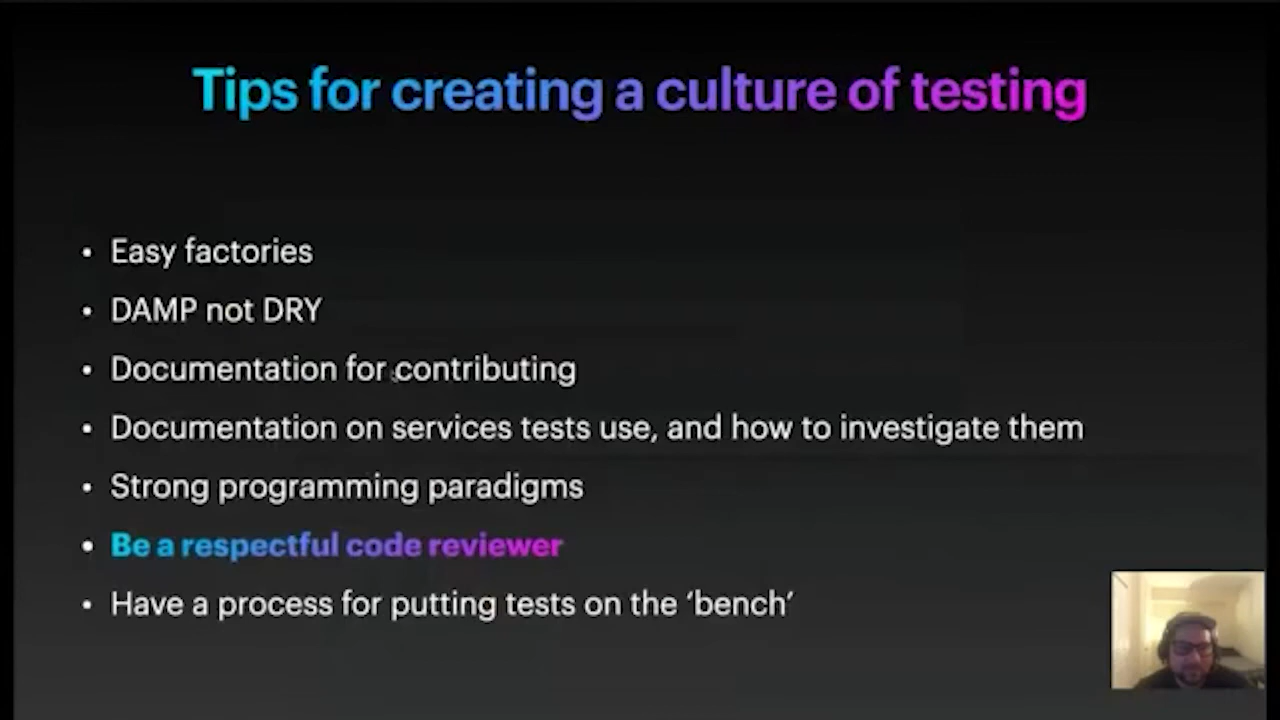 Tips for creating a culture of testing
• Easy factories
• DAMP not DRY
• Documentation for contributing
• Documentation on services tests use, and how to investigate them
• Strong programming paradigms
• Be a respectful code reviewer
• Have a process for putting tests on the ‘bench’